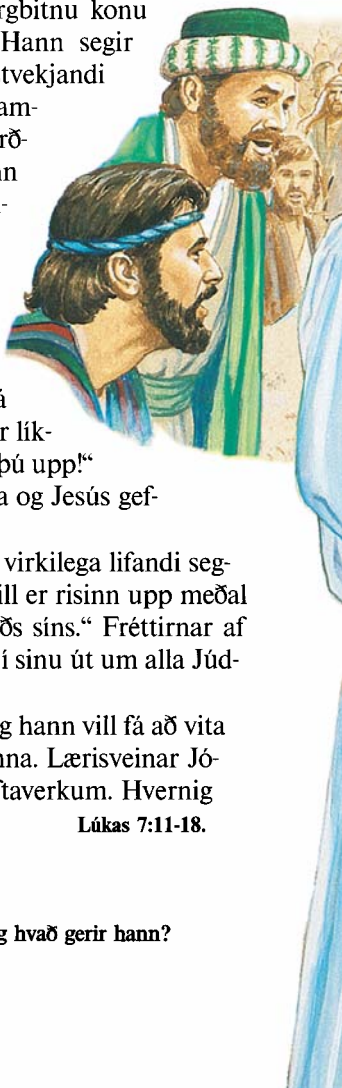 rgbitnu konu
Hann segir
tvekjandi
am-
rð-
nn
-
á
r lík-
þú upp!“
a og Jesús gef-
virkilega lifandi seg-
ill er risinn upp meðal
ðs síns.“ Fréttirnar af
í sinu út um alla Júd-
g hann vill fá að vita
nna. Lærisveinar Jó-
ftaverkum. Hvernig
Lúkas 7:11-18.
g hvað gerir hann?